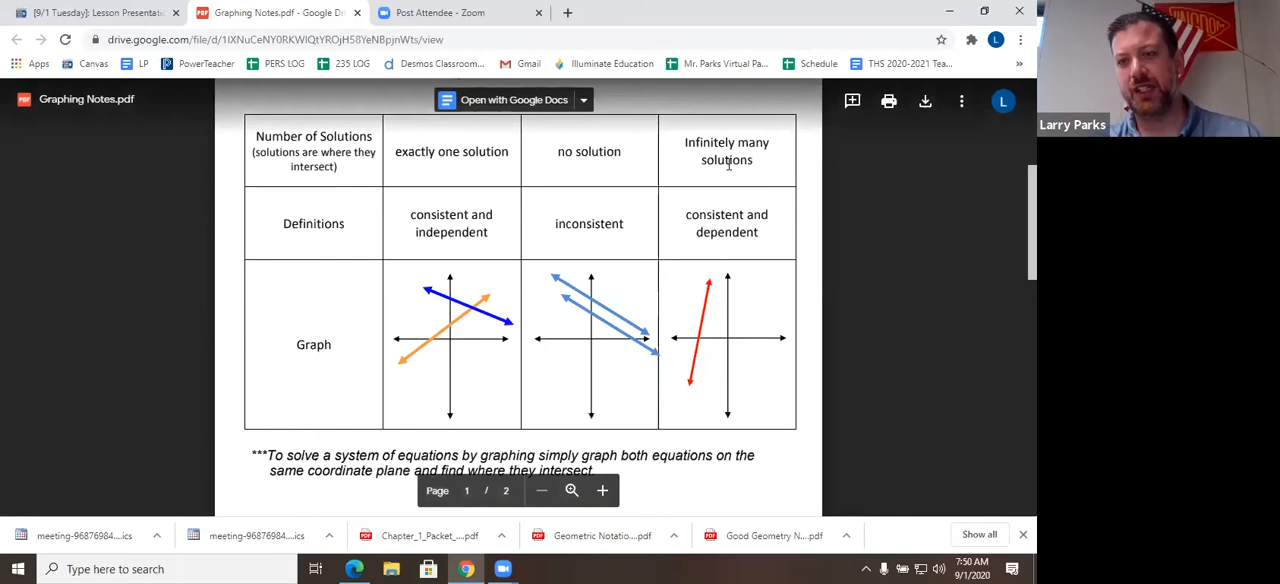 [9/1 Tuesday]: Lesson Presentatio
Graphing Notes.pdf - Google Dri
Post Attendee - Zoom
drive.google.com/file/d/1IXNuCeNY0RKWIQtYROjH58YeNBpjnWts/view
Apps
Canvas
LP
PowerTeacher
PERS LOG
235 LOG
Desmos Classroom...
Gmail
Illuminate Education
Mr. Parks Virtual Pa...
Schedule
THS 2020-2021 Tea...
»
L
PDF Graphing Notes.pdf
Open with Google Docs
L
KINGDOM
Larry Parks
Number of Solutions
(solutions are where they
intersect)
exactly one solution
no solution
Infinitely many
solutions
Definitions
consistent and
independent
inconsistent
consistent and
dependent
Graph
***To solve a system of equations by graphing simply graph both equations on the
same coordinate plane and find where they intersect.
Page 1 / 2
meeting-96876984....ics
meeting-96876984....ics
Chapter_1_Packet_....pdf
Geometric Notatio....pdf
Good Geometry N....pdf
Show all
Type here to search
7:50 AM
9/1/2020